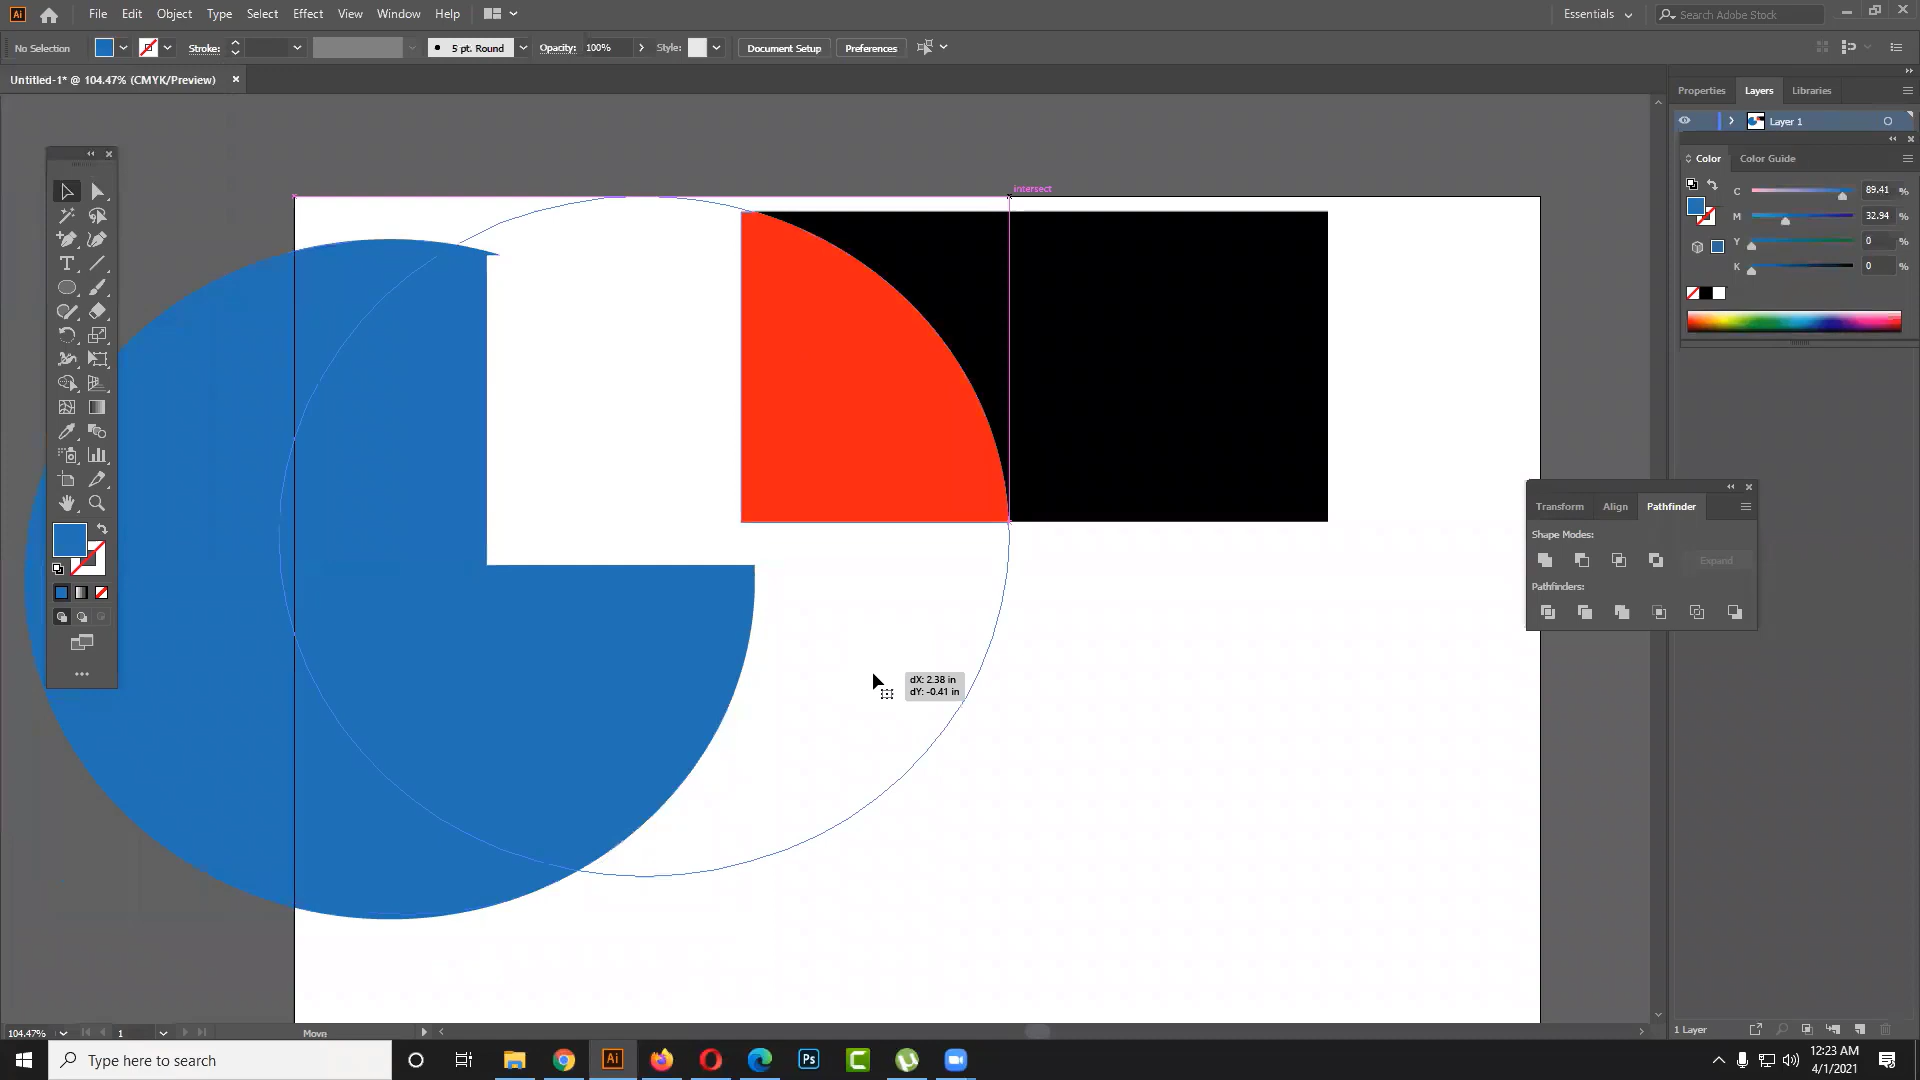 Ai File Edit Object Type Select Effect View Window Help Essentials Search Adobe Stock
No Selection Stroke: 5 pt. Round Opacity: 100% Style: Document Setup Preferences
Untitled-1* @ 104.47% (CMYK/Preview)
Properties Layers Libraries
Layer 1
Color Color Guide
C 89.41 %
M 32.94 %
Y 0 %
K 0 %
intersect
Transform Align Pathfinder
Shape Modes:
Expand
Pathfinders:
dX: 2.38 in
dY: -0.41 in
104.47% 1 Move
1 Layer
Type here to search
Ai
Ps
C
12:23 AM
4/1/2021